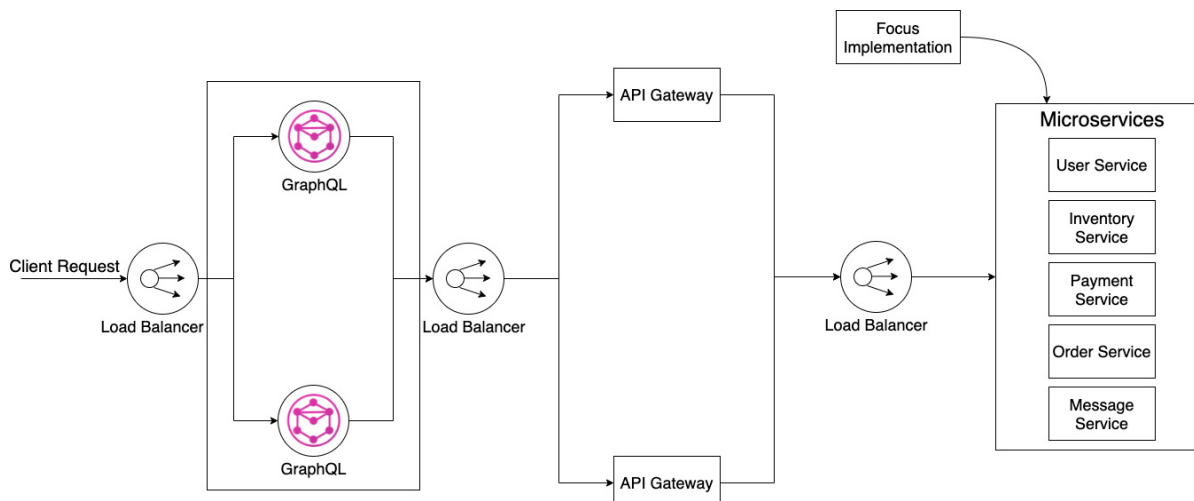 Focus
Implementation
API Gateway
Microservices
User Service
GraphQL
Inventory
Service
Client Request
Payment
Service
Load Balancer
Load Balancer
Load Balancer
Order Service
Message
Service
GraphQL
API Gateway